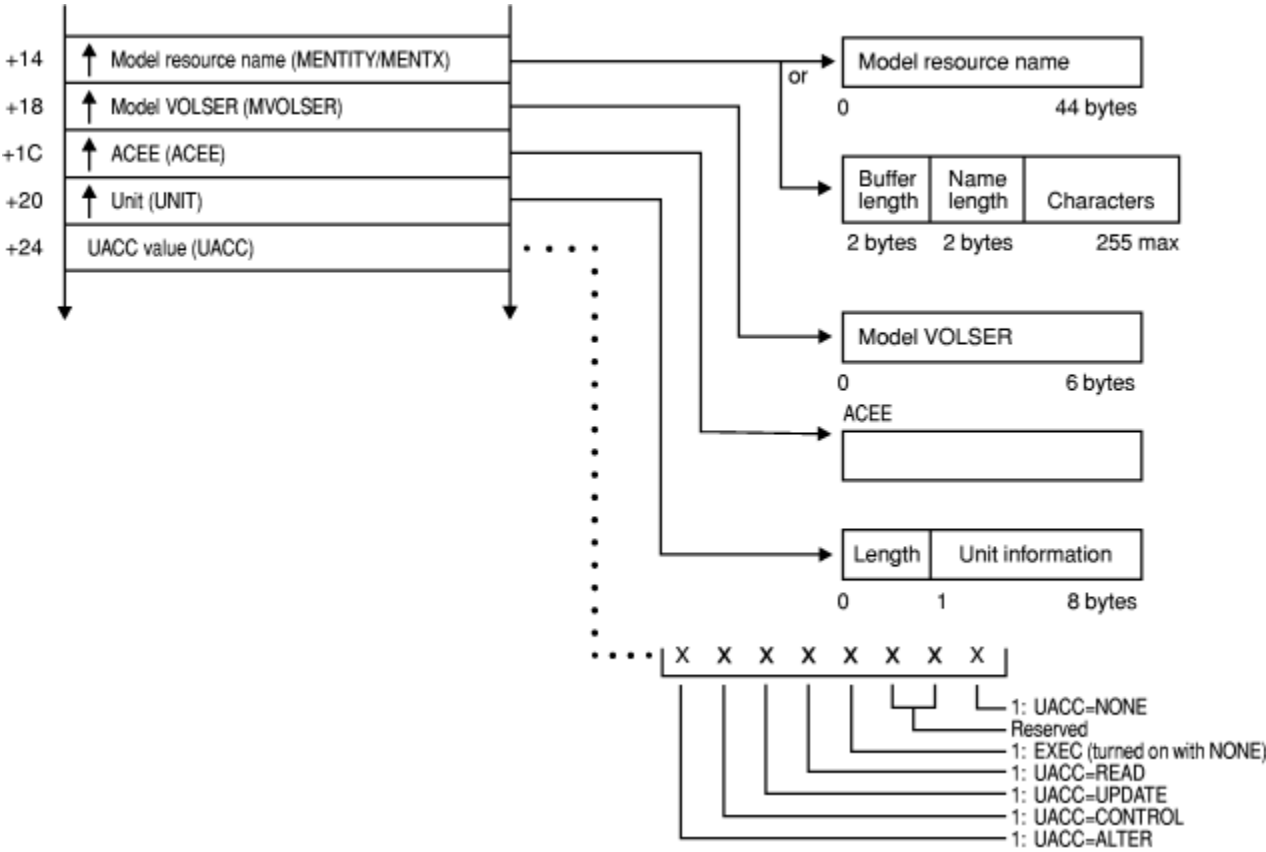 +14 Model resource name (MENTITY/MENTX)
+18 Model VOLSER (MVOLSER)
+1C ACEE (ACEE)
+20 Unit (UNIT)
+24 UACC value (UACC)
or
Model resource name
0 44 bytes
Buffer length
Name length
Characters
2 bytes 2 bytes 255 max
Model VOLSER
0 6 bytes
ACEE
Length Unit information
0 1 8 bytes
X X X X X X X X
1: UACC=NONE
Reserved
1: EXEC (turned on with NONE)
1: UACC=READ
1: UACC=UPDATE
1: UACC=CONTROL
1: UACC=ALTER